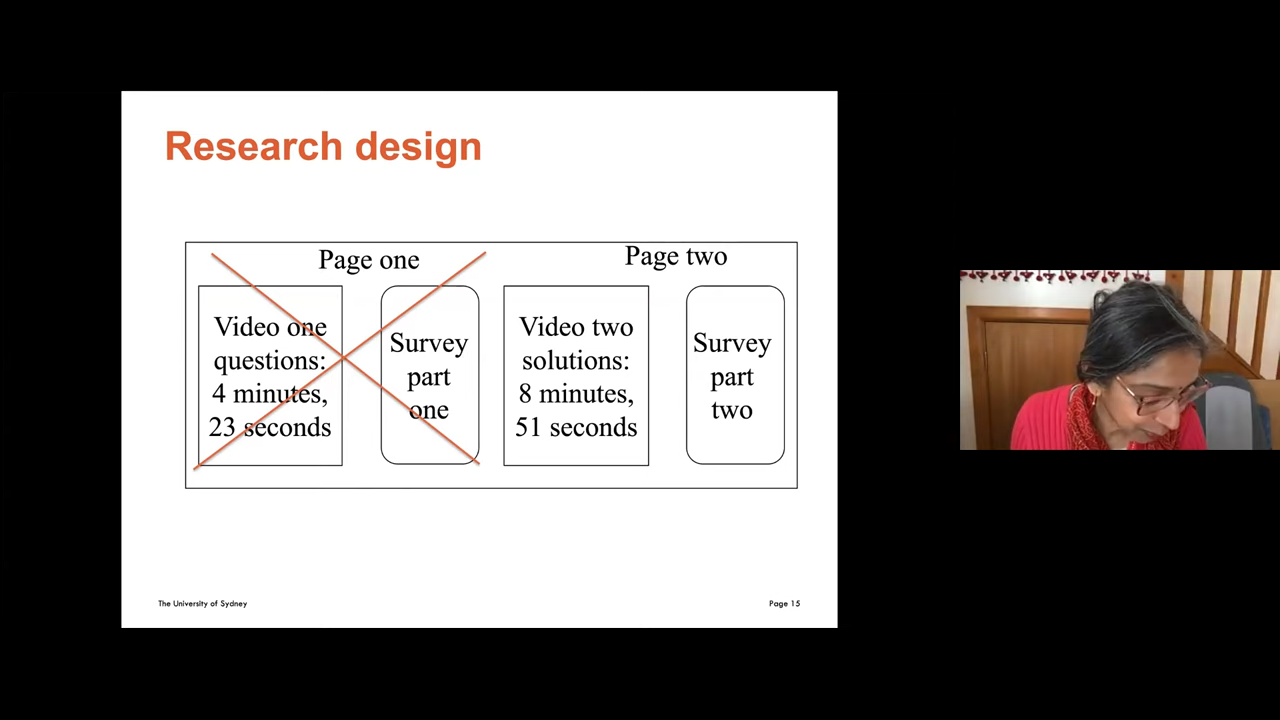 Research design
Page one
Page two
Video one
questions:
4 minutes,
23 seconds
Survey
part
one
Video two
solutions:
8 minutes,
51 seconds
Survey
part
two
The University of Sydney
Page 15